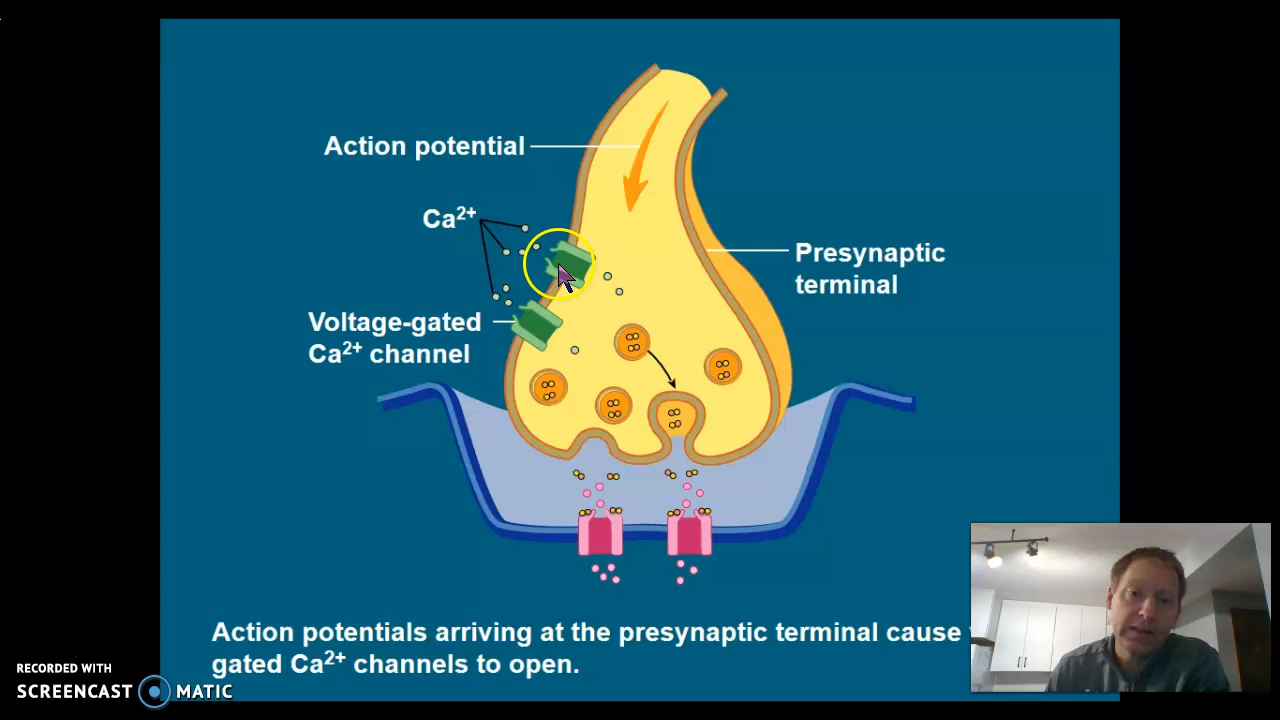 Action potential
Ca²⁺
Presynaptic
terminal
Voltage-gated
Ca²⁺ channel
Action potentials arriving at the presynaptic terminal cause
gated Ca²⁺ channels to open.
RECORDED WITH
SCREENCAST MATIC